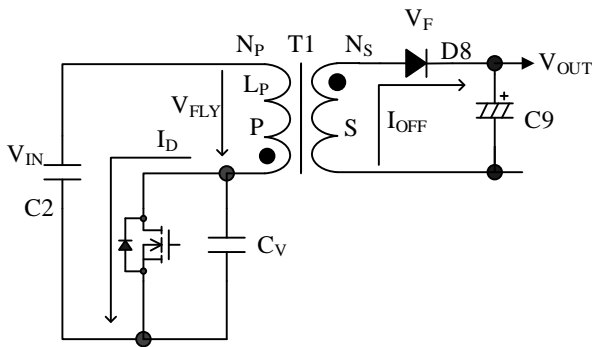 V_F
N_P T1 N_S D8 V_OUT
L_P
V_FLY
P S I_OFF C9
+
V_IN I_D
C2
C_V